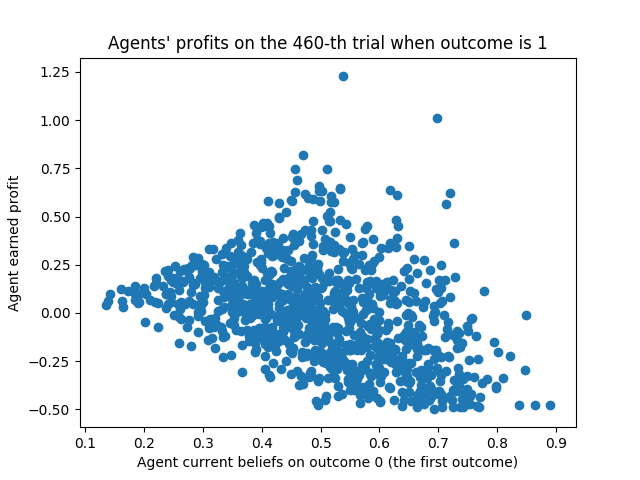 Agents' profits on the 460-th trial when outcome is 1
1.25
1.00
0.75
0.50
0.25
0.00
−0.25
−0.50
Agent earned profit
0.1 0.2 0.3 0.4 0.5 0.6 0.7 0.8 0.9
Agent current beliefs on outcome 0 (the first outcome)